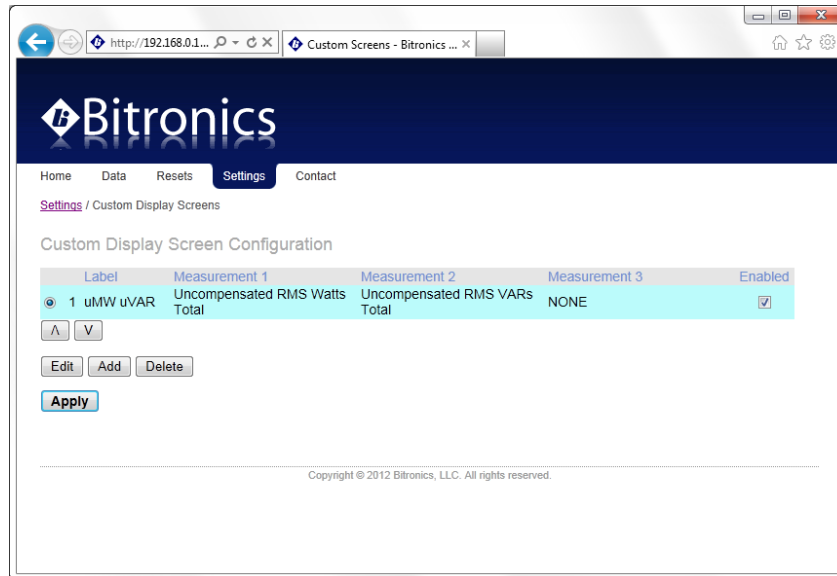 http://192.168.0.1...
Custom Screens - Bitronics ...
Bitronics
Home Data Resets Settings Contact
Settings / Custom Display Screens
Custom Display Screen Configuration
Label Measurement 1 Measurement 2 Measurement 3 Enabled
1 uMW uVAR Uncompensated RMS Watts Total Uncompensated RMS VARs Total NONE
Λ V
Edit Add Delete
Apply
Copyright © 2012 Bitronics, LLC. All rights reserved.